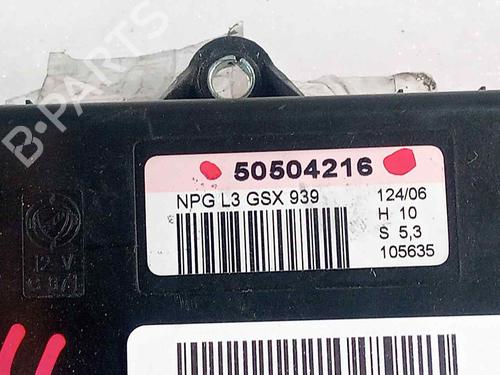 B-PARTS
50504216
NPG L3 GSX 939
124/06
H 10
S 5,3
105635
12 V